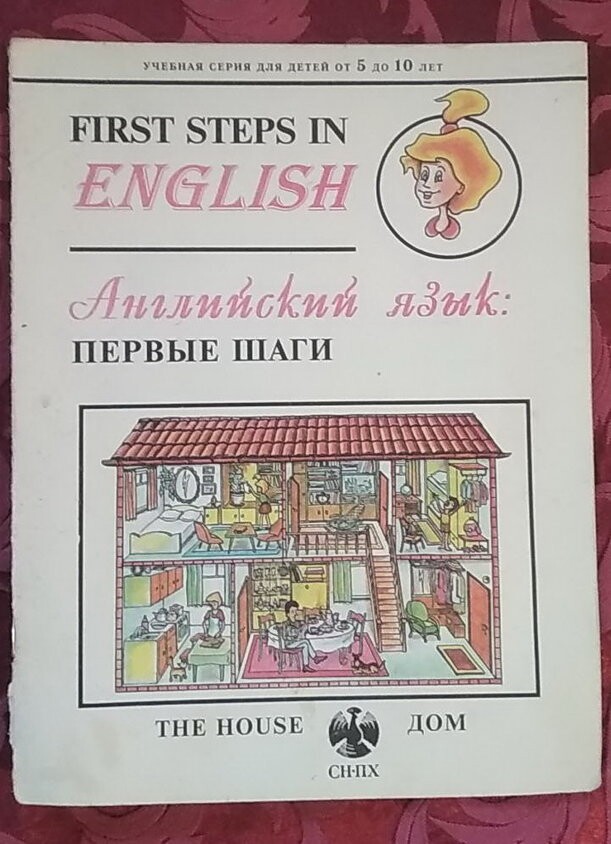 УЧЕБНАЯ СЕРИЯ ДЛЯ ДЕТЕЙ ОТ 5 ДО 10 ЛЕТ
FIRST STEPS IN
ENGLISH
Английский язык:
ПЕРВЫЕ ШАГИ
THE HOUSE ДОМ
СН-ПХ